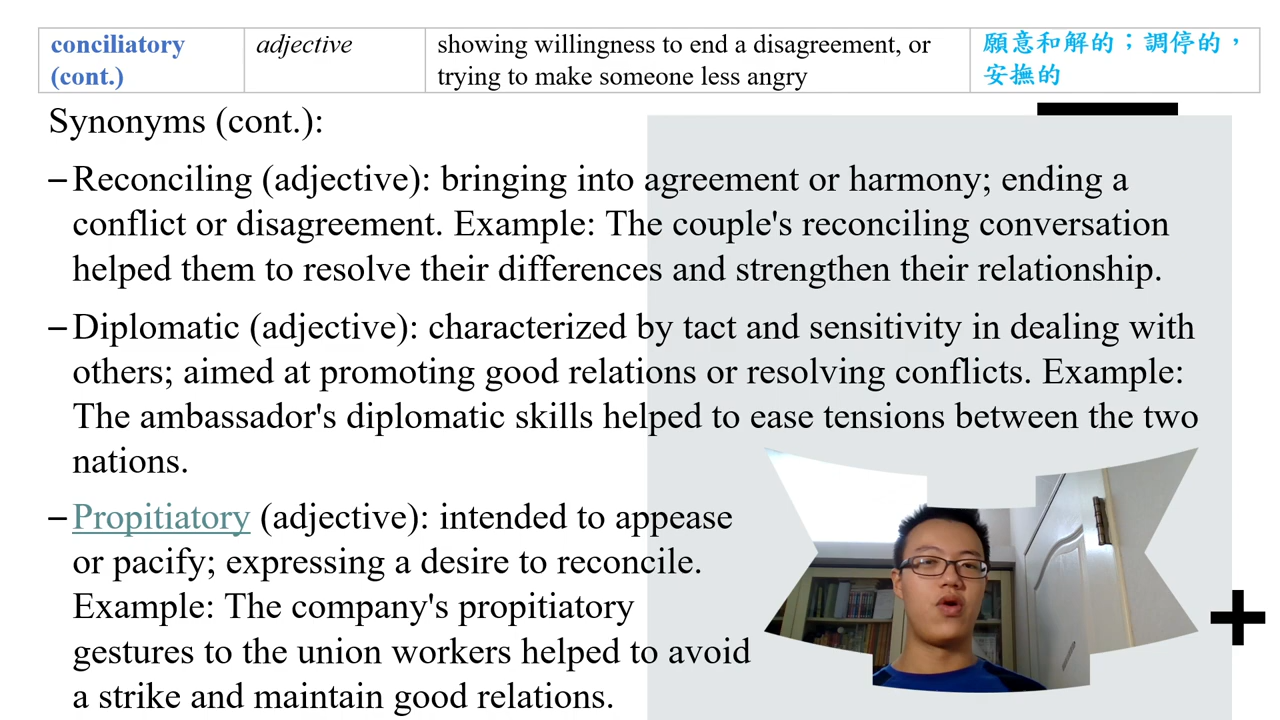 conciliatory (cont.)
adjective
showing willingness to end a disagreement, or
trying to make someone less angry
願意和解的；調停的，
安撫的
Synonyms (cont.):
–Reconciling (adjective): bringing into agreement or harmony; ending a
conflict or disagreement. Example: The couple's reconciling conversation
helped them to resolve their differences and strengthen their relationship.
–Diplomatic (adjective): characterized by tact and sensitivity in dealing with
others; aimed at promoting good relations or resolving conflicts. Example:
The ambassador's diplomatic skills helped to ease tensions between the two
nations.
–Propitiatory (adjective): intended to appease
or pacify; expressing a desire to reconcile.
Example: The company's propitiatory
gestures to the union workers helped to avoid
a strike and maintain good relations.